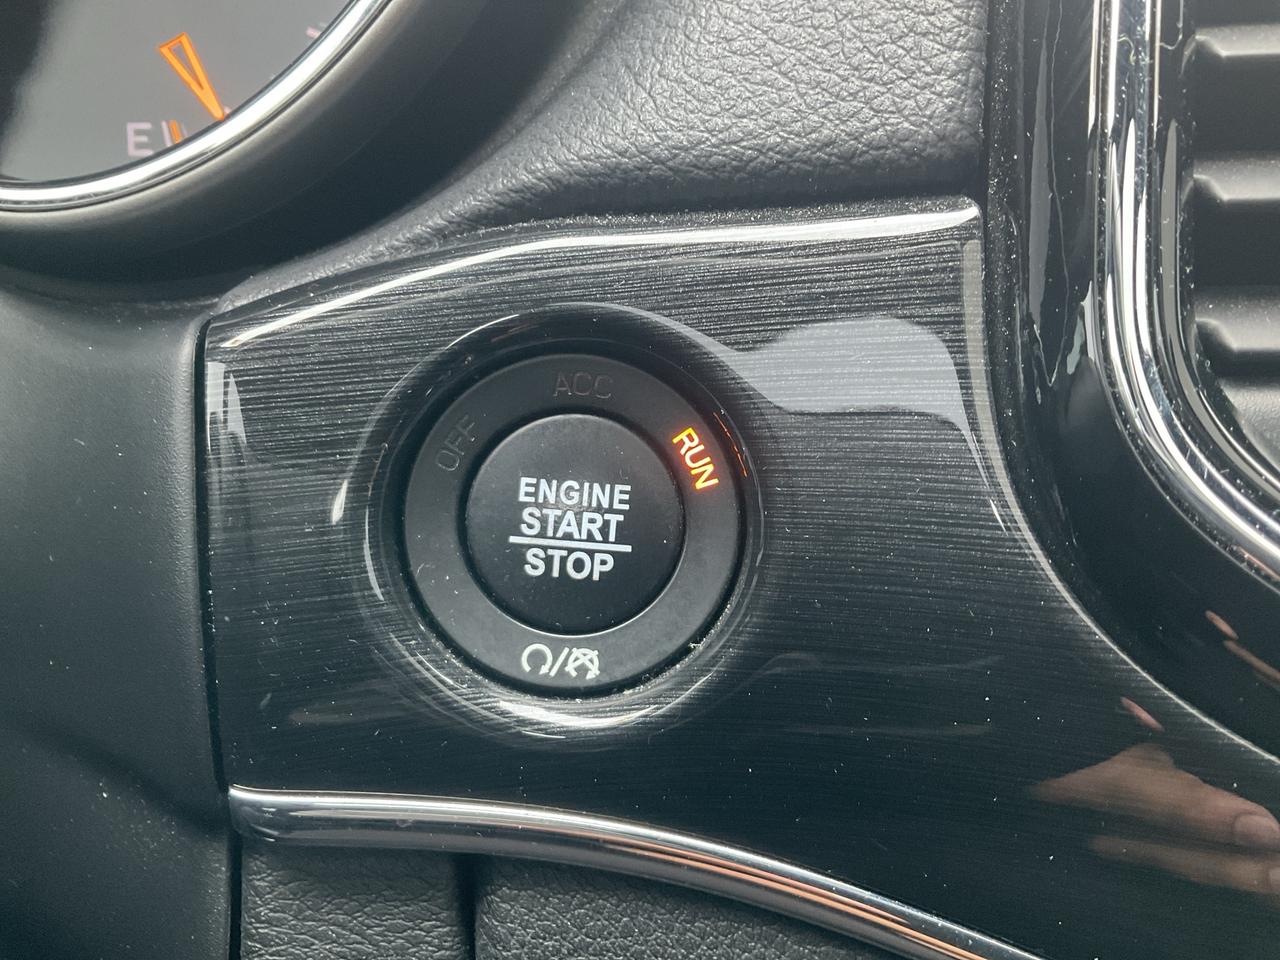 E
ACC
OFF
RUN
ENGINE
START
STOP